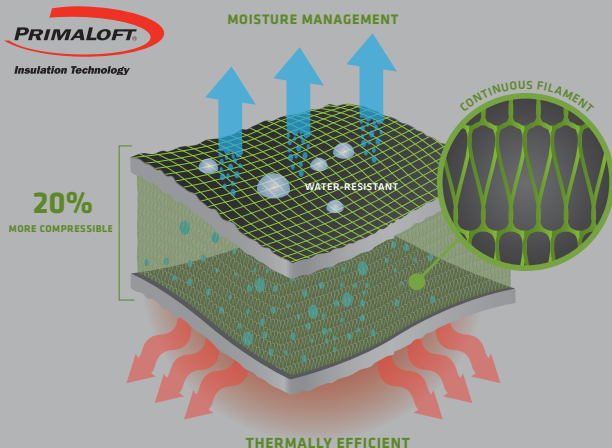 MOISTURE MANAGEMENT
PRIMALOFT®
Insulation Technology
CONTINUOUS FILAMENT
WATER-RESISTANT
20%
MORE COMPRESSIBLE
THERMALLY EFFICIENT